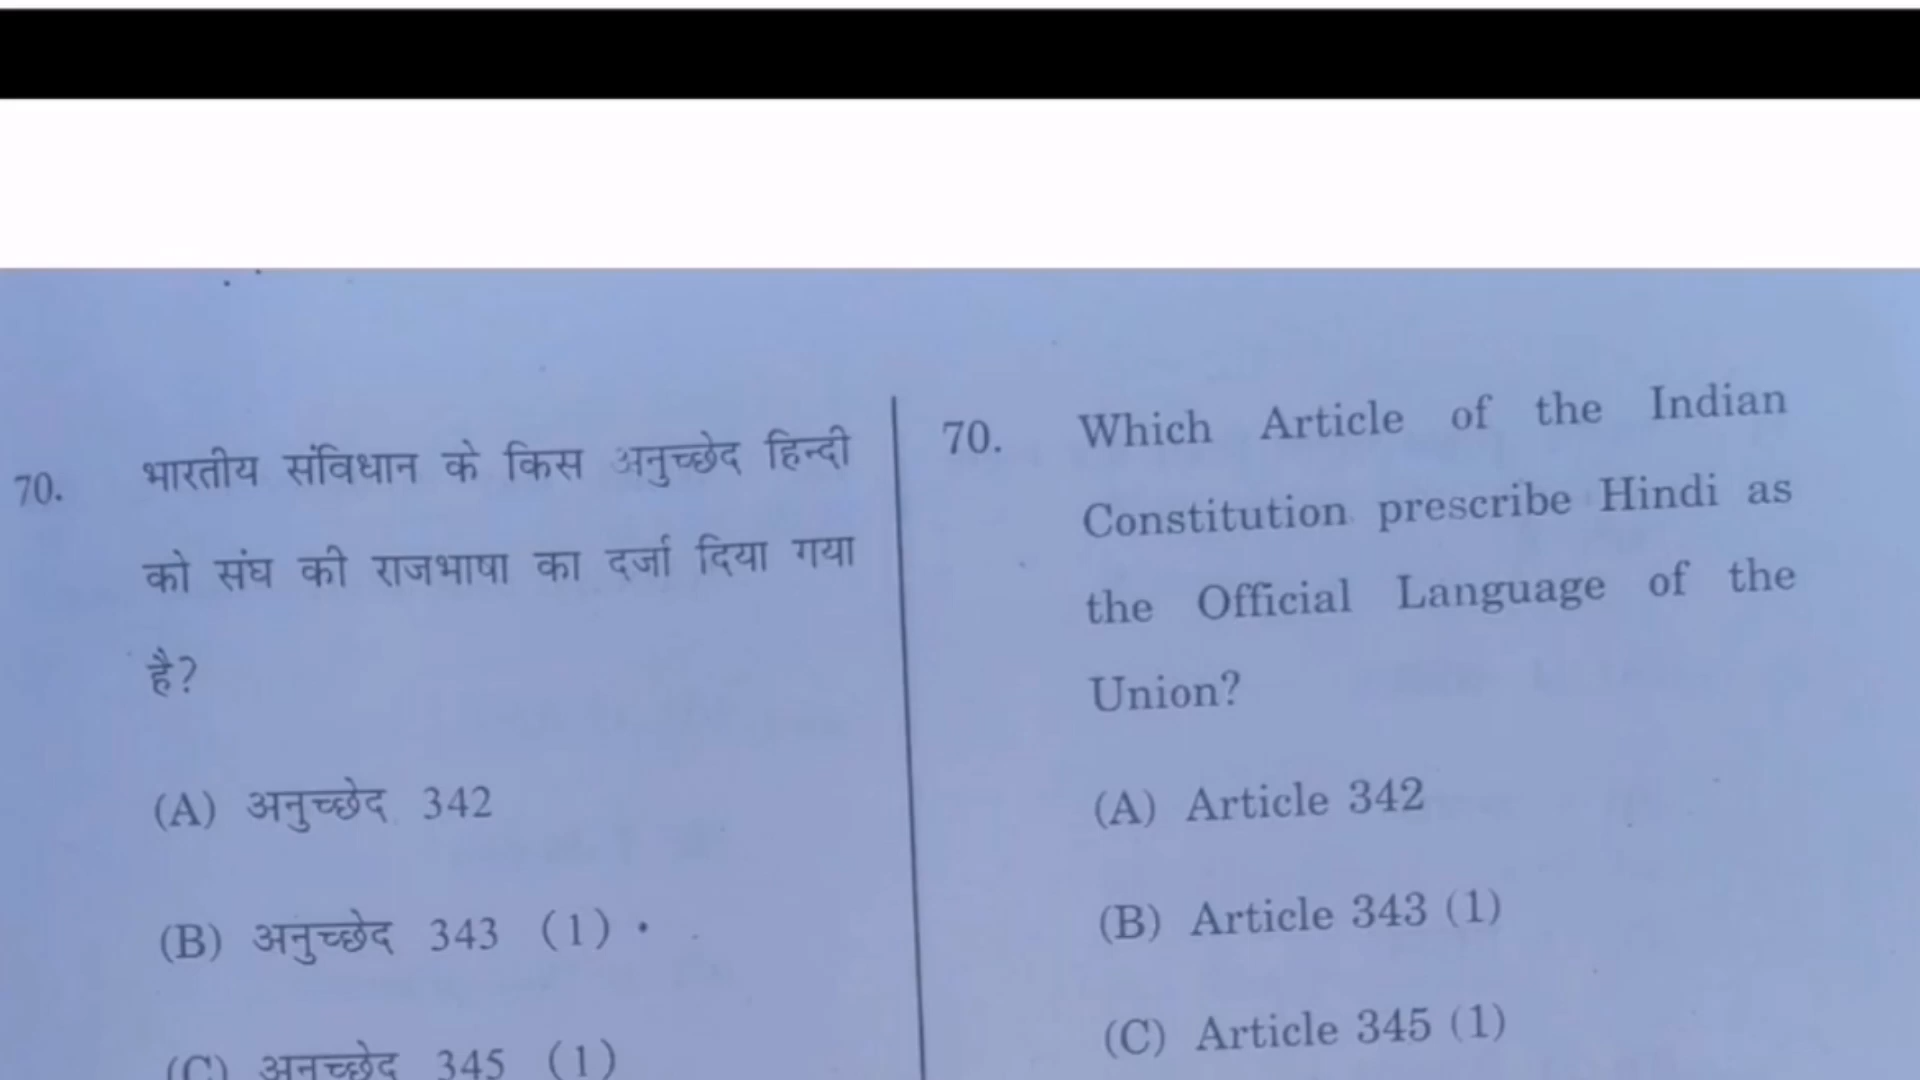 70. भारतीय संविधान के किस अनुच्छेद हिन्दी
को संघ की राजभाषा का दर्जा दिया गया
है?
(A) अनुच्छेद 342
(B) अनुच्छेद 343 (1)
(C) अनुच्छेद 345 (1)
70. Which Article of the Indian
Constitution prescribe Hindi as
the Official Language of the
Union?
(A) Article 342
(B) Article 343 (1)
(C) Article 345 (1)